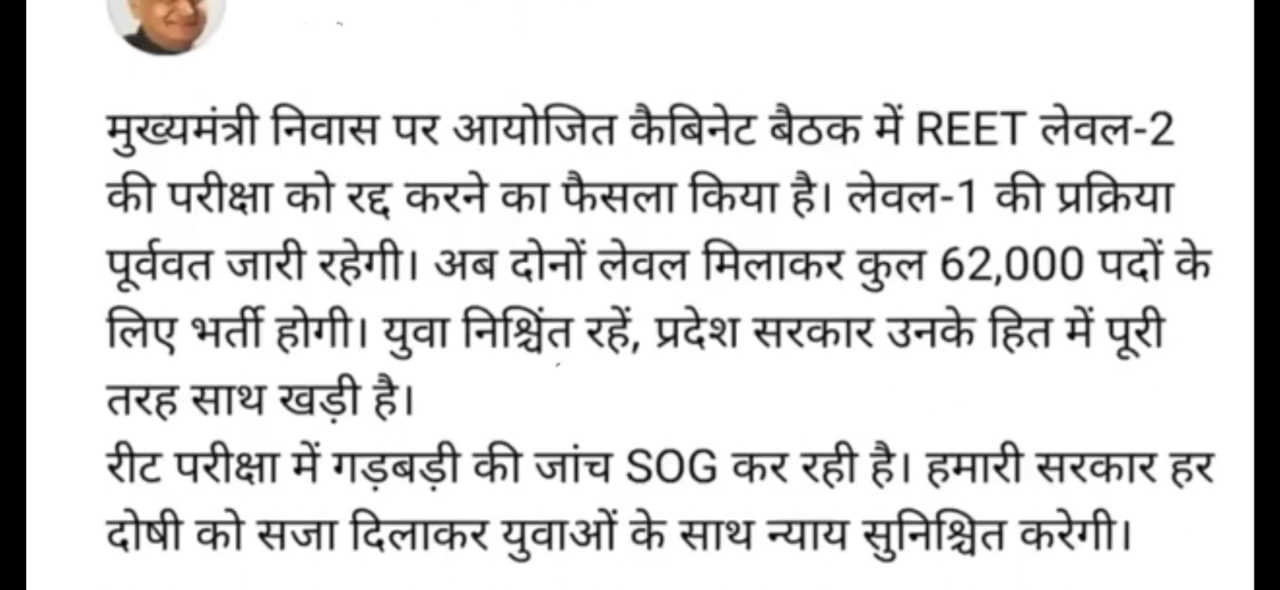 मुख्यमंत्री निवास पर आयोजित कैबिनेट बैठक में REET लेवल-2
की परीक्षा को रद्द करने का फैसला किया है। लेवल-1 की प्रक्रिया
पूर्ववत जारी रहेगी। अब दोनों लेवल मिलाकर कुल 62,000 पदों के
लिए भर्ती होगी। युवा निश्चिंत रहें, प्रदेश सरकार उनके हित में पूरी
तरह साथ खड़ी है।
रीट परीक्षा में गड़बड़ी की जांच SOG कर रही है। हमारी सरकार हर
दोषी को सजा दिलाकर युवाओं के साथ न्याय सुनिश्चित करेगी।